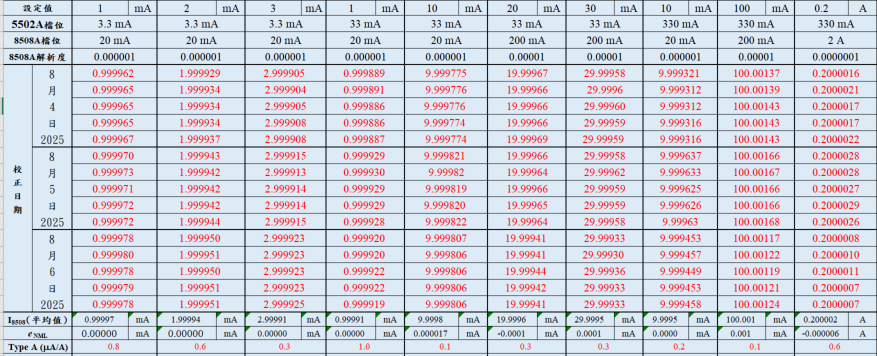 設定值 1 mA 2 mA 3 mA 1 mA 10 mA 20 mA 30 mA 10 mA 100 mA 0.2 A
5502A檔位 3.3 mA 3.3 mA 3.3 mA 33 mA 33 mA 33 mA 33 mA 330 mA 330 mA 330 mA
8508A檔位 20 mA 20 mA 20 mA 20 mA 20 mA 200 mA 200 mA 20 mA 200 mA 2 A
8508A解析度 0.000001 0.000001 0.000001 0.000001 0.000001 0.00001 0.00001 0.000001 0.00001 0.0000001
校正日期
8月4日2025
0.999962 1.999929 2.999905 0.999889 9.999775 19.99967 29.99958 9.999321 100.00137 0.2000016
0.999965 1.999934 2.999904 0.999891 9.999776 19.99966 29.9996 9.999312 100.00139 0.2000021
0.999965 1.999934 2.999905 0.999886 9.999776 19.99966 29.99960 9.999312 100.00143 0.2000017
0.999965 1.999934 2.999908 0.999886 9.999774 19.99966 29.99959 9.999316 100.00143 0.2000017
0.999967 1.999937 2.999908 0.999887 9.999774 19.99969 29.99959 9.999316 100.00143 0.2000022
8月5日2025
0.999970 1.999943 2.999915 0.999929 9.999821 19.99966 29.99958 9.999637 100.00166 0.2000028
0.999973 1.999942 2.999913 0.999930 9.99982 19.99964 29.99962 9.999633 100.00167 0.2000028
0.999971 1.999942 2.999914 0.999929 9.999819 19.99966 29.99959 9.999625 100.00166 0.2000027
0.999972 1.999942 2.999914 0.999929 9.999820 19.99965 29.99959 9.999626 100.00166 0.2000029
0.999972 1.999944 2.999915 0.999928 9.999822 19.99964 29.99958 9.99963 100.00168 0.2000026
8月6日2025
0.999978 1.999950 2.999923 0.999920 9.999807 19.99941 29.99933 9.999453 100.00117 0.2000008
0.999980 1.999951 2.999923 0.999920 9.999806 19.99941 29.99930 9.999457 100.00122 0.2000010
0.999978 1.999950 2.999923 0.999922 9.999806 19.99944 29.99936 9.999449 100.00119 0.2000011
0.999979 1.999951 2.999923 0.999922 9.999806 19.99942 29.99933 9.999453 100.00121 0.2000007
0.999978 1.999951 2.999925 0.999919 9.999806 19.99941 29.99933 9.999458 100.00124 0.2000007
I8508(平均值) 0.99997 mA 1.99994 mA 2.99991 mA 0.99991 mA 9.9998 mA 19.9996 mA 29.9995 mA 9.9995 mA 100.001 mA 0.200002 A
eNML 0.00000 mA 0.00000 mA 0.00000 mA 0.00000 mA 0.000017 mA -0.0001 mA 0.0001 mA 0.0000 mA 0.001 mA -0.000006 A
Type A (μA/A) 0.8 0.6 0.3 1.0 0.1 0.3 0.3 0.2 0.1 0.6